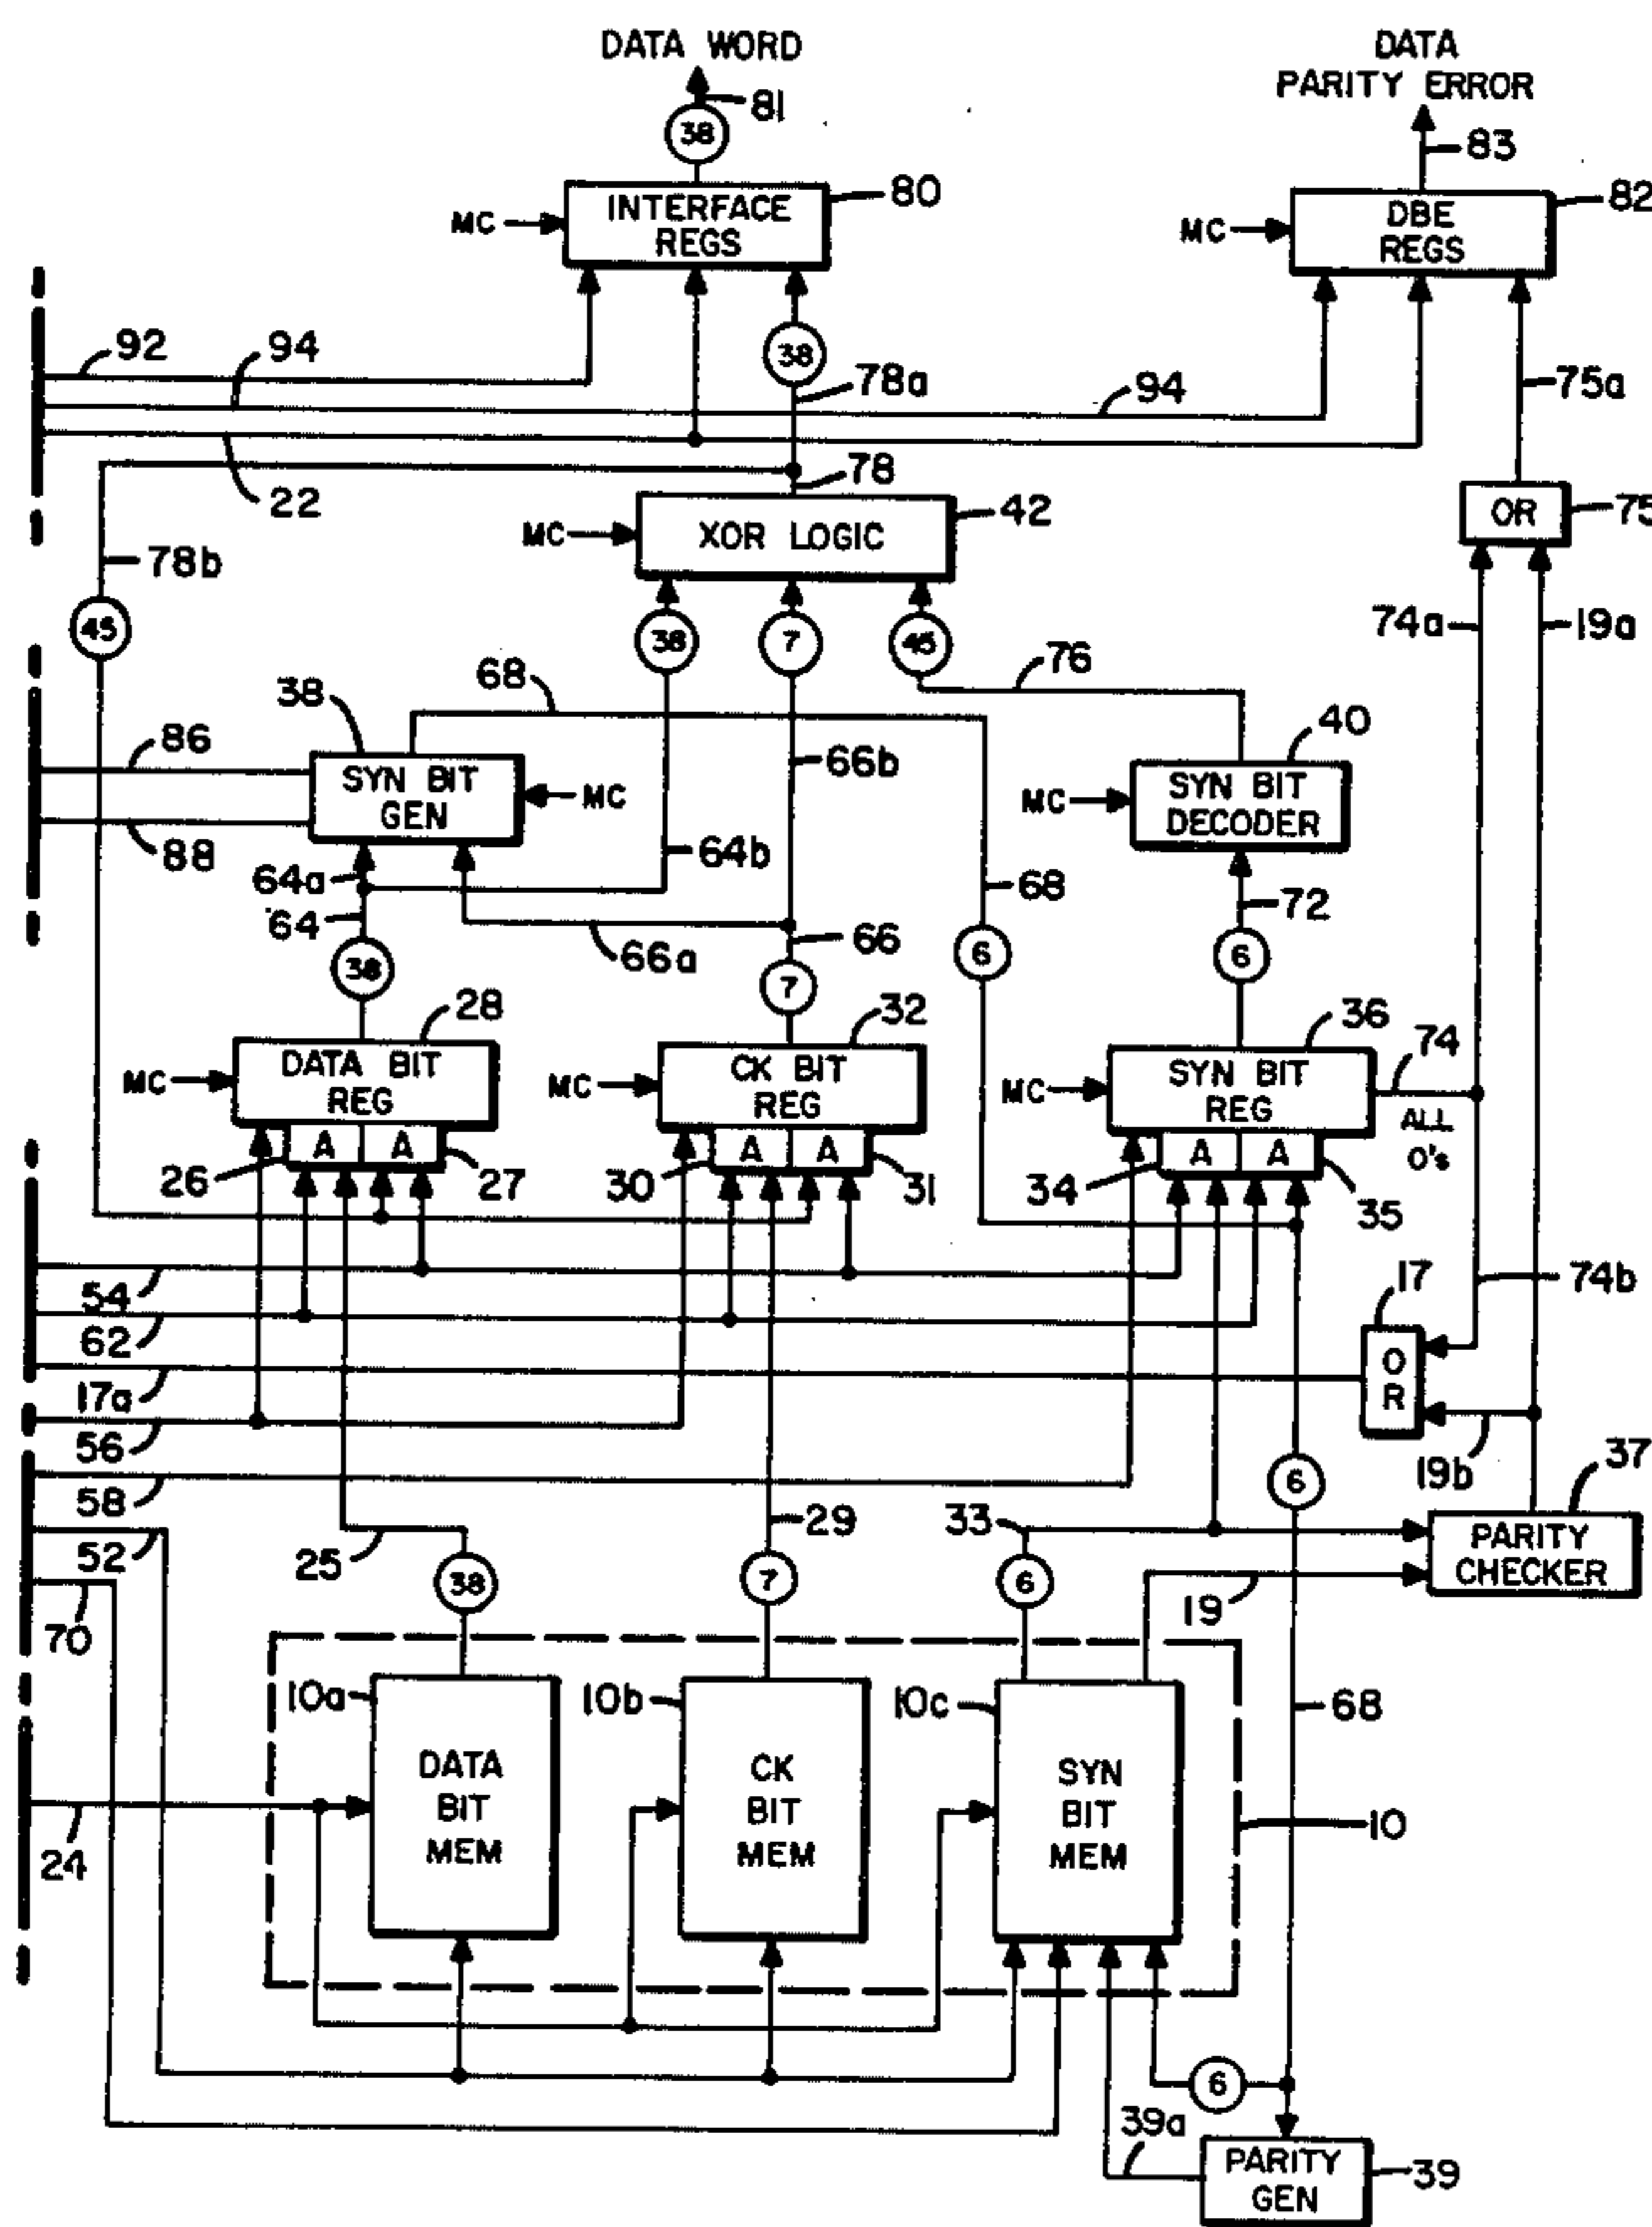 DATA WORD
DATA
PARITY ERROR
81
38
83
INTERFACE
REGS
80
MC
DBE
REGS
82
MC
92
94
38
78a
94
75a
22
78
XOR LOGIC
42
MC
OR
75
78b
45
38
7
45
74a
19a
76
68
38
86
SYN BIT
GEN
MC
66b
40
SYN BIT
DECODER
MC
88
64a
64b
64
66a
66
68
72
38
7
6
6
28
32
36
74
DATA BIT
REG
MC
CK BIT
REG
MC
SYN BIT
REG
MC
ALL
O's
A A
A A
A A
26
27
30
31
34
35
54
62
17a
56
58
52
70
17
O
R
74b
19b
37
6
25
29
33
PARITY
CHECKER
38
7
6
19
10a
10b
10c
68
DATA
BIT
MEM
CK
BIT
MEM
SYN
BIT
MEM
10
24
6
39a
PARITY
GEN
39